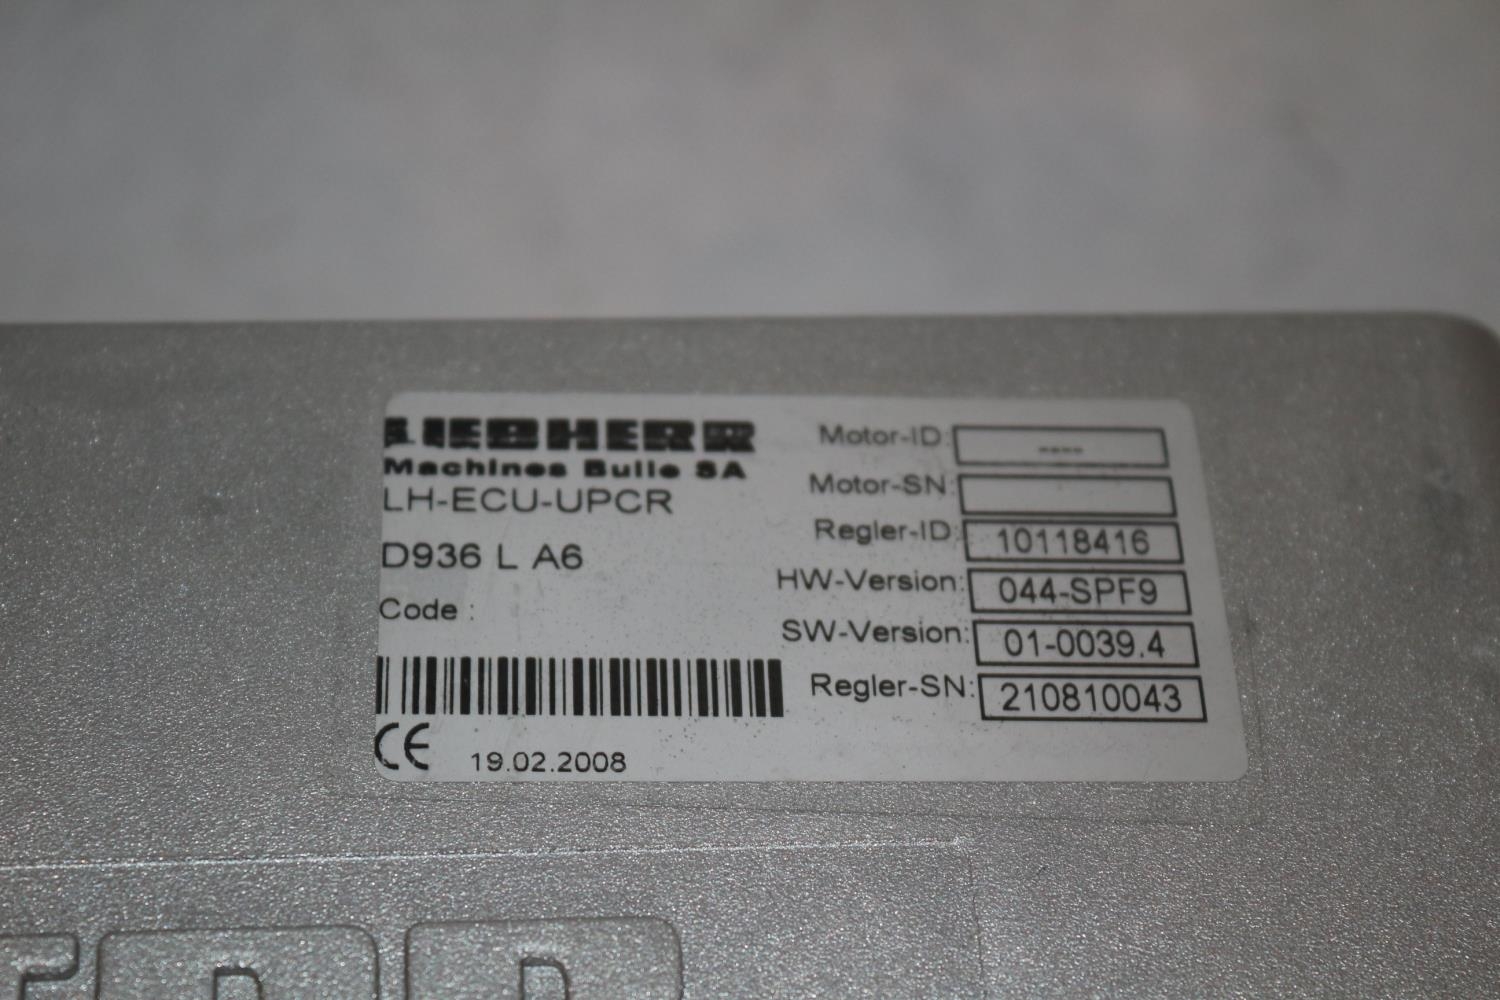 LIEBHERR
Machines Bulle SA
LH-ECU-UPCR
D936 L A6
Code :
CE
19.02.2008
Motor-ID: ----
Motor-SN:
Regler-ID: 10118416
HW-Version: 044-SPF9
SW-Version: 01-0039.4
Regler-SN: 210810043